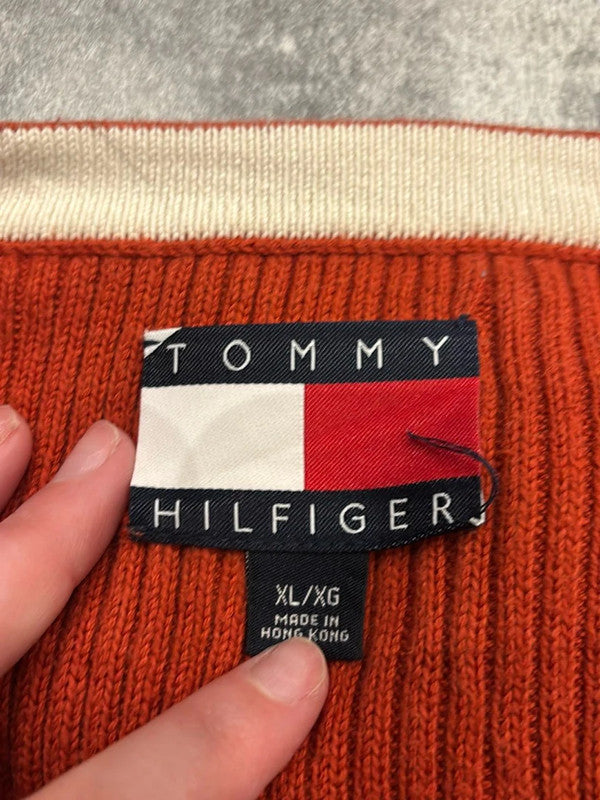 TOMMY
HILFIGER
XL/XG
MADE IN
HONG KONG